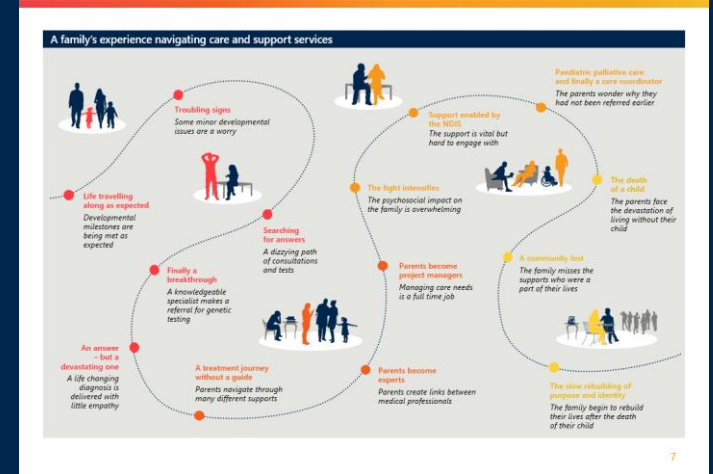 A family's experience navigating care and support services
Life travelling
along as expected
Developmental
milestones are
being met as
expected
Troubling signs
Some minor developmental
issues are a worry
Searching
for answers
A dizzying path
of consultations
and tests
Finally a
breakthrough
A knowledgeable
specialist makes a
referral for genetic
testing
An answer
– but a
devastating one
A life changing
diagnosis is
delivered with
little empathy
A treatment journey
without a guide
Parents navigate through
many different supports
Parents become
experts
Parents create links between
medical professionals
Parents become
project managers
Managing care needs
is a full time job
The fight intensifies
The psychosocial impact on
the family is overwhelming
Support enabled by
the NDIS
The support is vital but
hard to engage with
Paediatric palliative care
and finally a care coordinator
The parents wonder why they
had not been referred earlier
The death
of a child
The parents face
the devastation of
living without their
child
A community lost
The family misses the
supports who were a
part of their lives
The slow rebuilding of
purpose and identity
The family begin to rebuild
their lives after the death
of their child
7